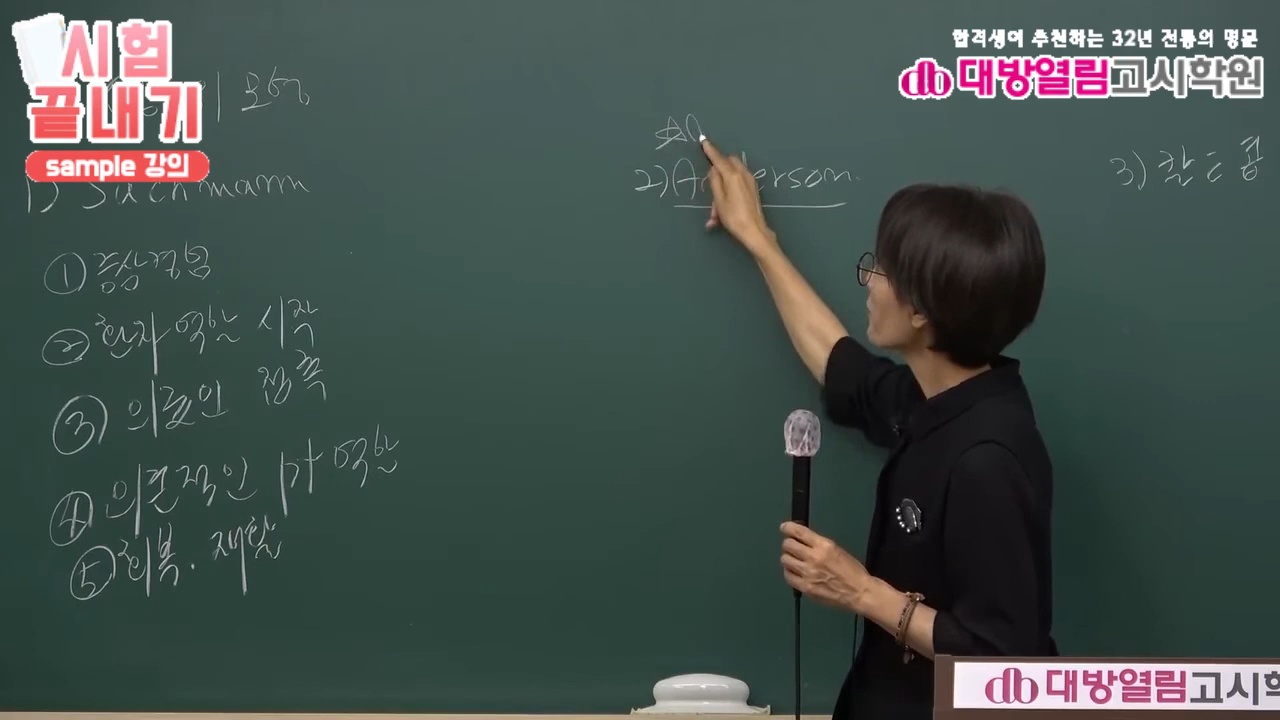 시험
끝내기
sample 강의
합격생이 추천하는 32년 전통의 명문
대방열림고시학원
1) Suchmann
① 증상경험
② 환자 역할 시작
③ 의료인 접촉
④ 의존적인 환자 역할
⑤ 회복. 재활
2) Anderson.
3)
대방열림고시학